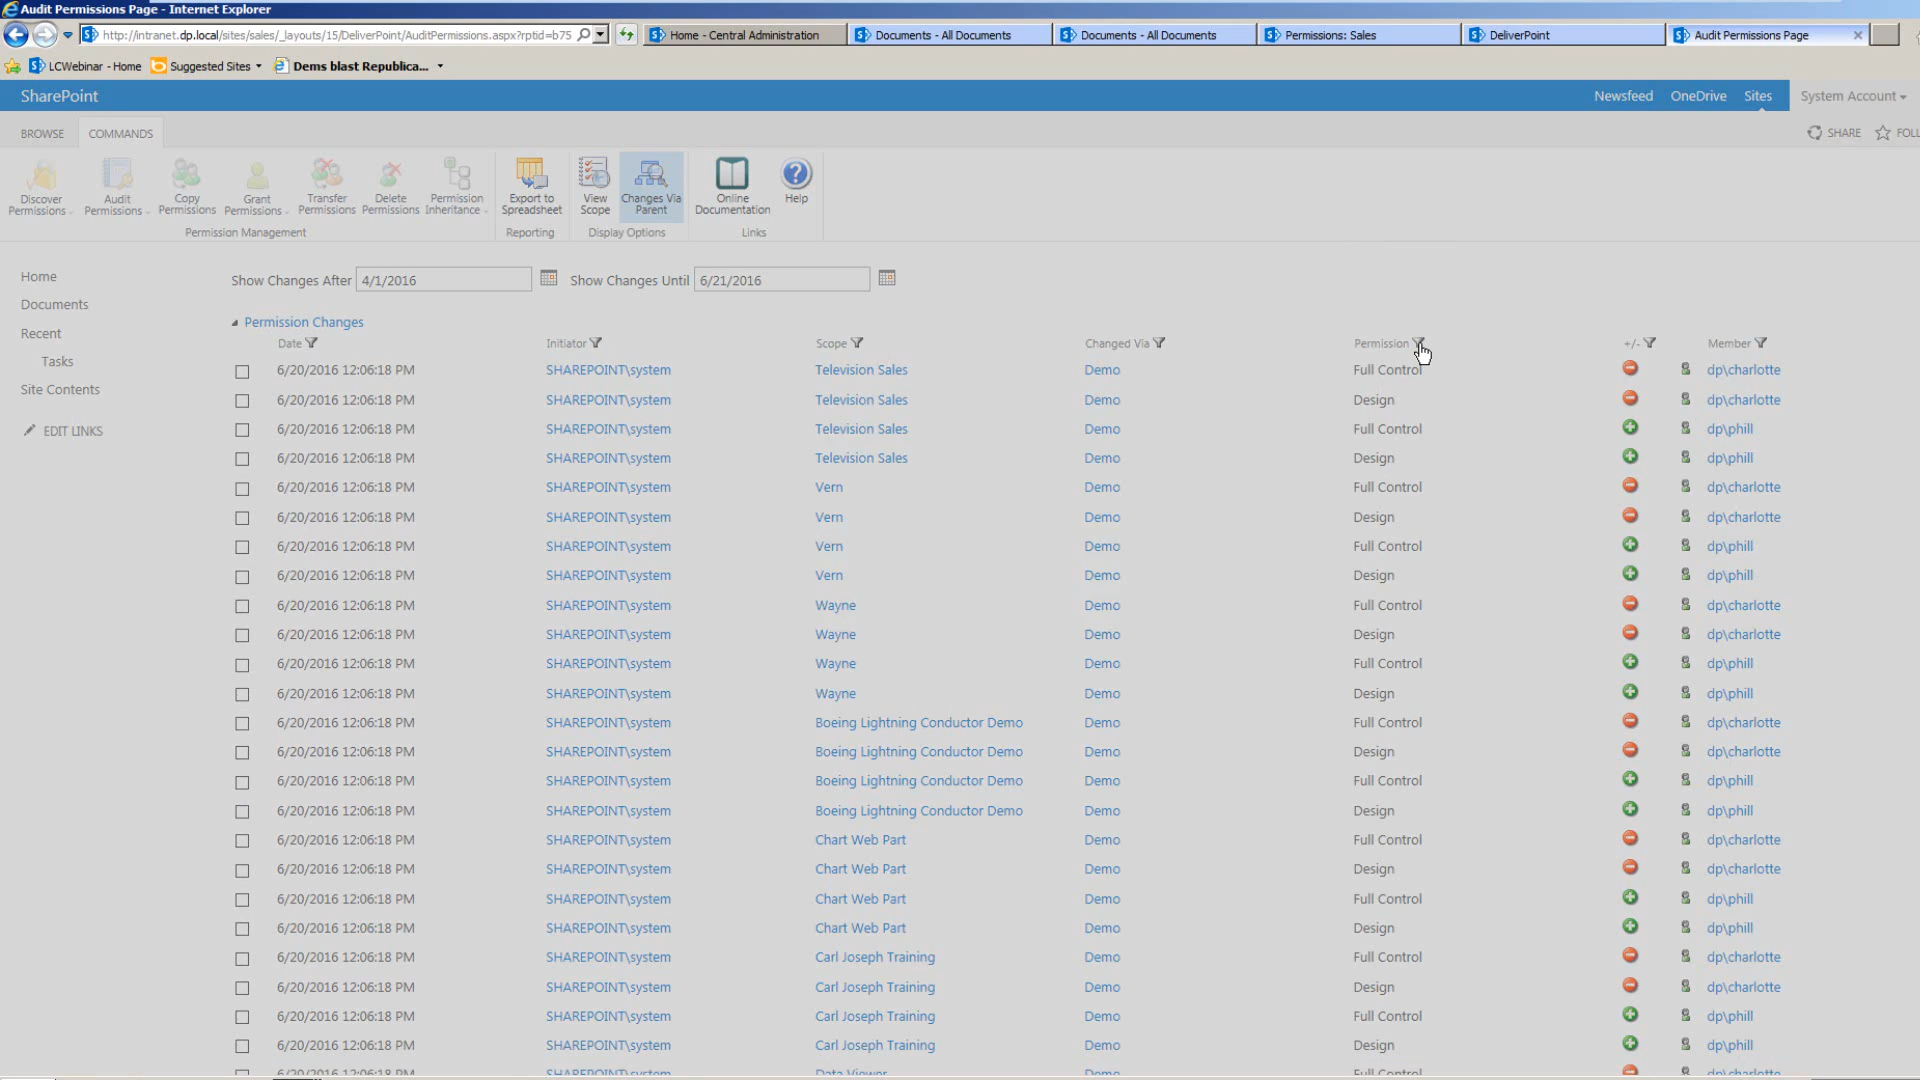 Audit Permissions Page - Internet Explorer
http://intranet.dp.local/sites/sales/_layouts/15/DeliverPoint/AuditPermissions.aspx?rptid=b75 Home - Central Administration Documents - All Documents Documents - All Documents Permissions: Sales DeliverPoint Audit Permissions Page
LCWebinar - Home Suggested Sites Dems blast Republica...
SharePoint Newsfeed OneDrive Sites System Account
BROWSE COMMANDS SHARE FOLL
Discover Permissions Audit Permissions Copy Permissions Grant Permissions Transfer Permissions Delete Permissions Permission Inheritance Export to Spreadsheet View Scope Changes Via Parent Online Documentation Help
Permission Management Reporting Display Options Links
Home
Documents
Recent
Tasks
Site Contents
EDIT LINKS
Show Changes After 4/1/2016 Show Changes Until 6/21/2016
Permission Changes
Date Initiator Scope Changed Via Permission +/- Member
6/20/2016 12:06:18 PM SHAREPOINT\system Television Sales Demo Full Control dp\charlotte
6/20/2016 12:06:18 PM SHAREPOINT\system Television Sales Demo Design dp\charlotte
6/20/2016 12:06:18 PM SHAREPOINT\system Television Sales Demo Full Control dp\phill
6/20/2016 12:06:18 PM SHAREPOINT\system Television Sales Demo Design dp\phill
6/20/2016 12:06:18 PM SHAREPOINT\system Vern Demo Full Control dp\charlotte
6/20/2016 12:06:18 PM SHAREPOINT\system Vern Demo Design dp\charlotte
6/20/2016 12:06:18 PM SHAREPOINT\system Vern Demo Full Control dp\phill
6/20/2016 12:06:18 PM SHAREPOINT\system Vern Demo Design dp\phill
6/20/2016 12:06:18 PM SHAREPOINT\system Wayne Demo Full Control dp\charlotte
6/20/2016 12:06:18 PM SHAREPOINT\system Wayne Demo Design dp\charlotte
6/20/2016 12:06:18 PM SHAREPOINT\system Wayne Demo Full Control dp\phill
6/20/2016 12:06:18 PM SHAREPOINT\system Wayne Demo Design dp\phill
6/20/2016 12:06:18 PM SHAREPOINT\system Boeing Lightning Conductor Demo Demo Full Control dp\charlotte
6/20/2016 12:06:18 PM SHAREPOINT\system Boeing Lightning Conductor Demo Demo Design dp\charlotte
6/20/2016 12:06:18 PM SHAREPOINT\system Boeing Lightning Conductor Demo Demo Full Control dp\phill
6/20/2016 12:06:18 PM SHAREPOINT\system Boeing Lightning Conductor Demo Demo Design dp\phill
6/20/2016 12:06:18 PM SHAREPOINT\system Chart Web Part Demo Full Control dp\charlotte
6/20/2016 12:06:18 PM SHAREPOINT\system Chart Web Part Demo Design dp\charlotte
6/20/2016 12:06:18 PM SHAREPOINT\system Chart Web Part Demo Full Control dp\phill
6/20/2016 12:06:18 PM SHAREPOINT\system Chart Web Part Demo Design dp\phill
6/20/2016 12:06:18 PM SHAREPOINT\system Carl Joseph Training Demo Full Control dp\charlotte
6/20/2016 12:06:18 PM SHAREPOINT\system Carl Joseph Training Demo Design dp\charlotte
6/20/2016 12:06:18 PM SHAREPOINT\system Carl Joseph Training Demo Full Control dp\phill
6/20/2016 12:06:18 PM SHAREPOINT\system Carl Joseph Training Demo Design dp\phill
6/20/2016 12:06:18 PM SHAREPOINT\system Data Viewer Demo Full Control dp\charlotte